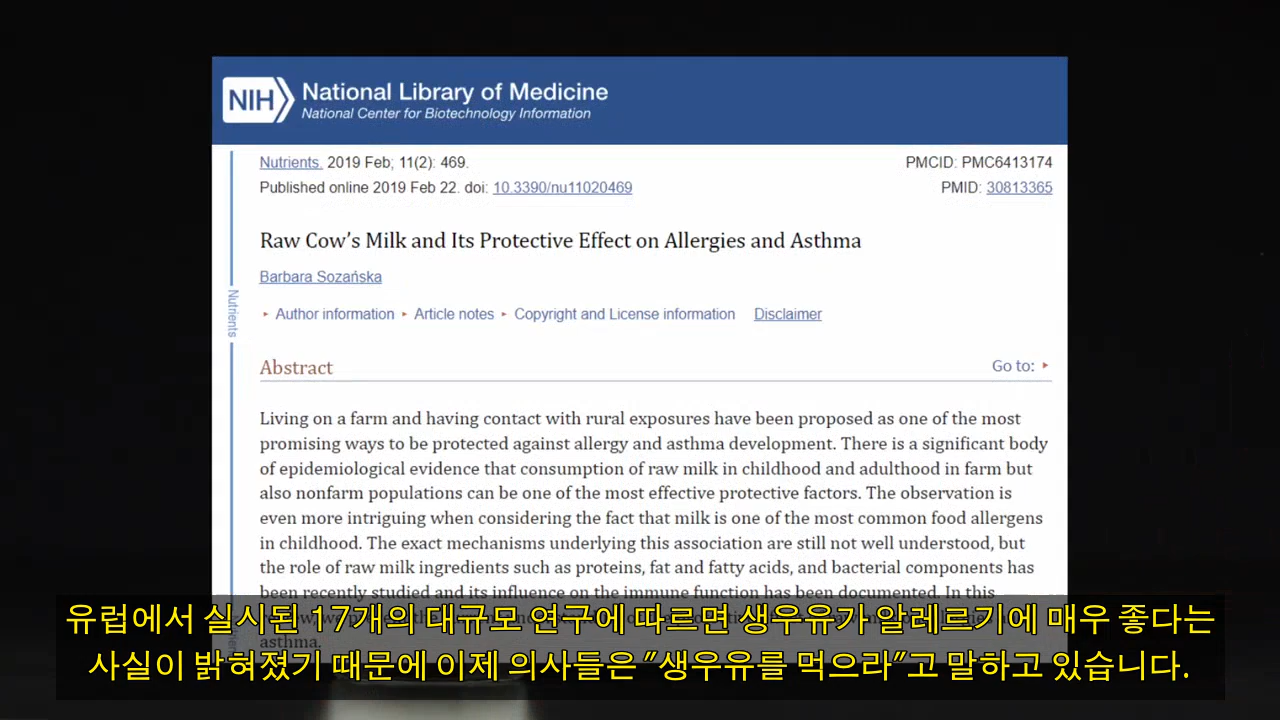 NIH National Library of Medicine
National Center for Biotechnology Information
Nutrients. 2019 Feb; 11(2): 469. PMCID: PMC6413174
Published online 2019 Feb 22. doi: 10.3390/nu11020469 PMID: 30813365
Raw Cow's Milk and Its Protective Effect on Allergies and Asthma
Barbara Sozańska
▸ Author information ▸ Article notes ▸ Copyright and License information Disclaimer
Nutrients
Abstract Go to: ▸
Living on a farm and having contact with rural exposures have been proposed as one of the most
promising ways to be protected against allergy and asthma development. There is a significant body
of epidemiological evidence that consumption of raw milk in childhood and adulthood in farm but
also nonfarm populations can be one of the most effective protective factors. The observation is
even more intriguing when considering the fact that milk is one of the most common food allergens
in childhood. The exact mechanisms underlying this association are still not well understood, but
the role of raw milk ingredients such as proteins, fat and fatty acids, and bacterial components has
been recently studied and its influence on the immune function has been documented. In this
asthma.
유럽에서 실시된 17개의 대규모 연구에 따르면 생우유가 알레르기에 매우 좋다는
사실이 밝혀졌기 때문에 이제 의사들은 "생우유를 먹으라"고 말하고 있습니다.